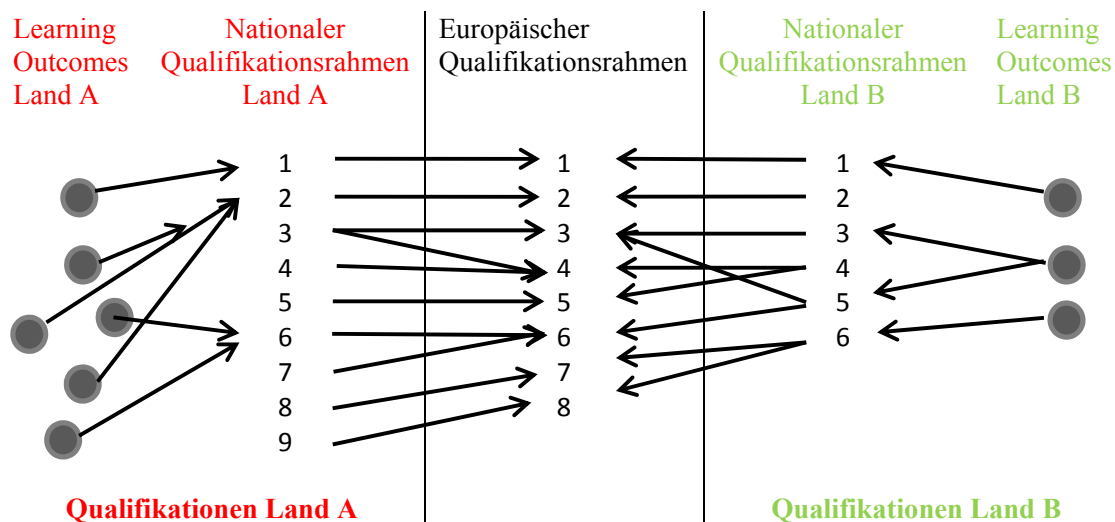 Learning
Outcomes
Land A
Nationaler
Qualifikationsrahmen
Land A
Europäischer
Qualifikationsrahmen
Nationaler
Qualifikationsrahmen
Land B
Learning
Outcomes
Land B
1
2
3
4
5
6
7
8
9
1
2
3
4
5
6
7
8
1
2
3
4
5
6
Qualifikationen Land A
Qualifikationen Land B